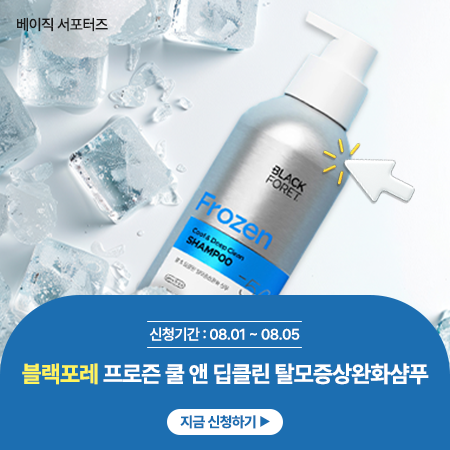 베이직 서포터즈
BLACK
FORET.
Frozen
Cool & Deep Clean
SHAMPOO
신청기간 : 08.01 ~ 08.05
블랙포레 프로즌 쿨 앤 딥클린 탈모증상완화샴푸
지금 신청하기 ▶